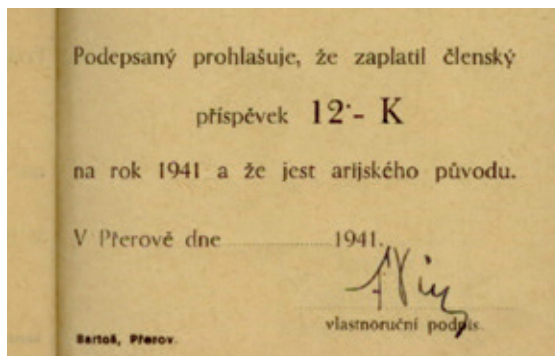 Podepsaný prohlašuje, že zaplatil členský
příspěvek 12·- K
na rok 1941 a že jest arijského původu.
V Přerově dne ........................ 1941.
vlastnoruční podpis.
Bartoš, Přerov.